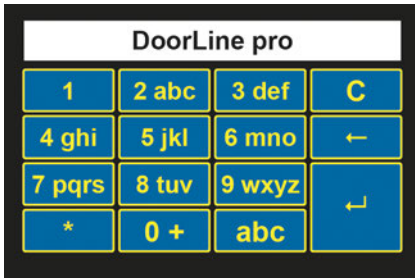 DoorLine pro
1 2 abc 3 def C
4 ghi 5 jkl 6 mno ←
7 pqrs 8 tuv 9 wxyz ↵
* 0 + abc